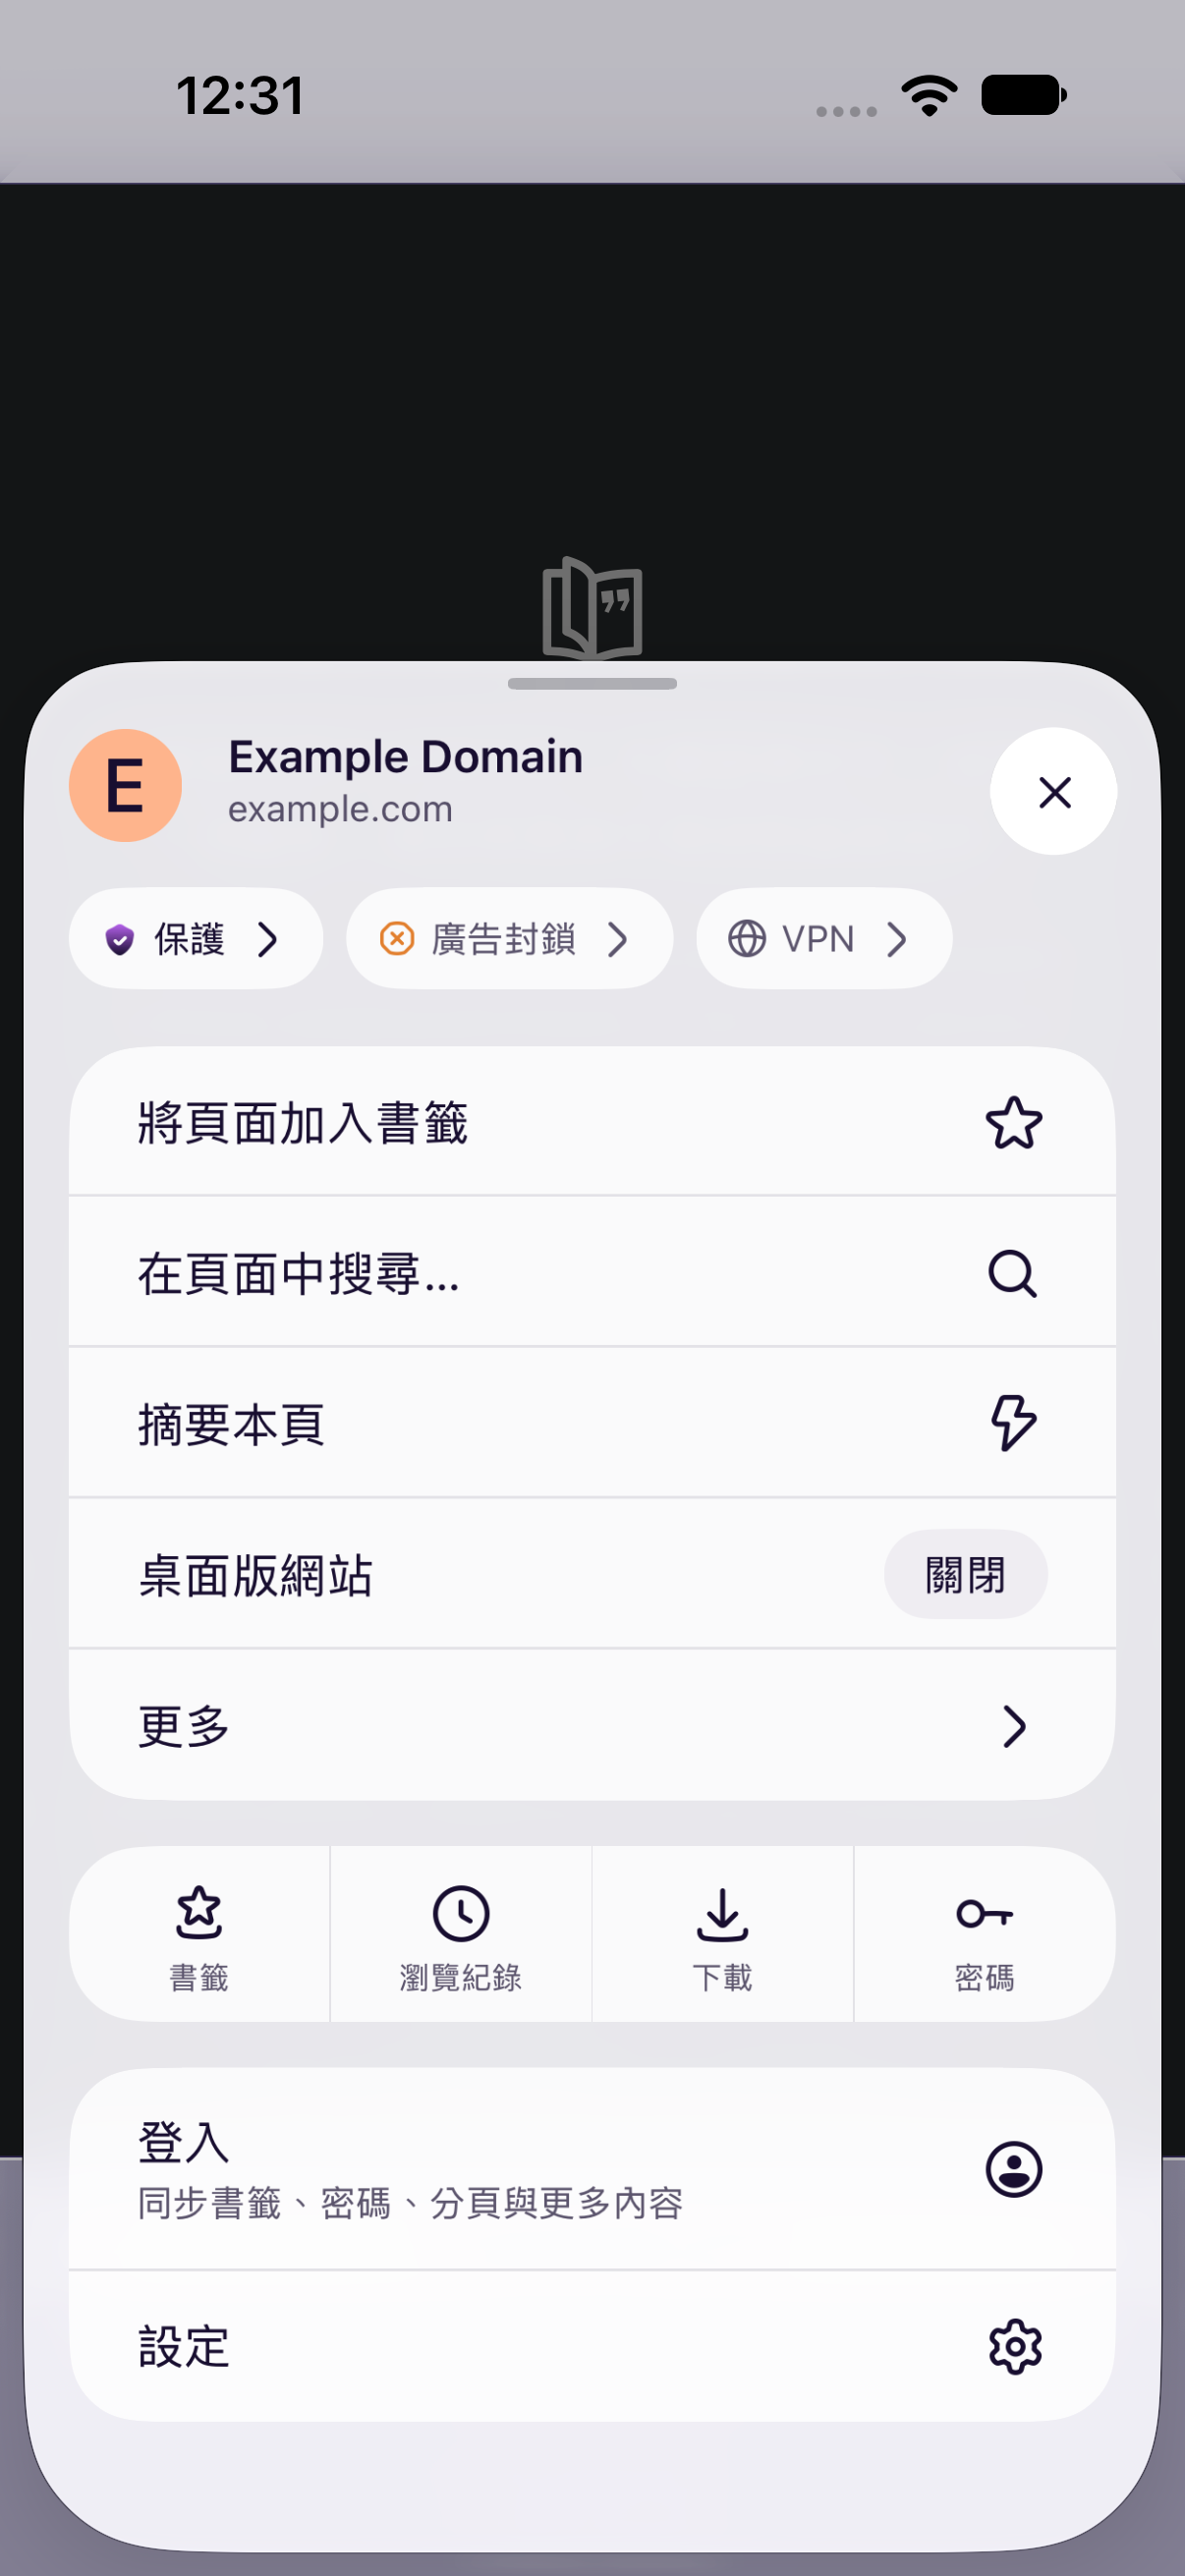 12:31
E
Example Domain
example.com
保護
廣告封鎖
VPN
將頁面加入書籤
在頁面中搜尋...
摘要本頁
桌面版網站
關閉
更多
書籤
瀏覽紀錄
下載
密碼
登入
同步書籤、密碼、分頁與更多內容
設定